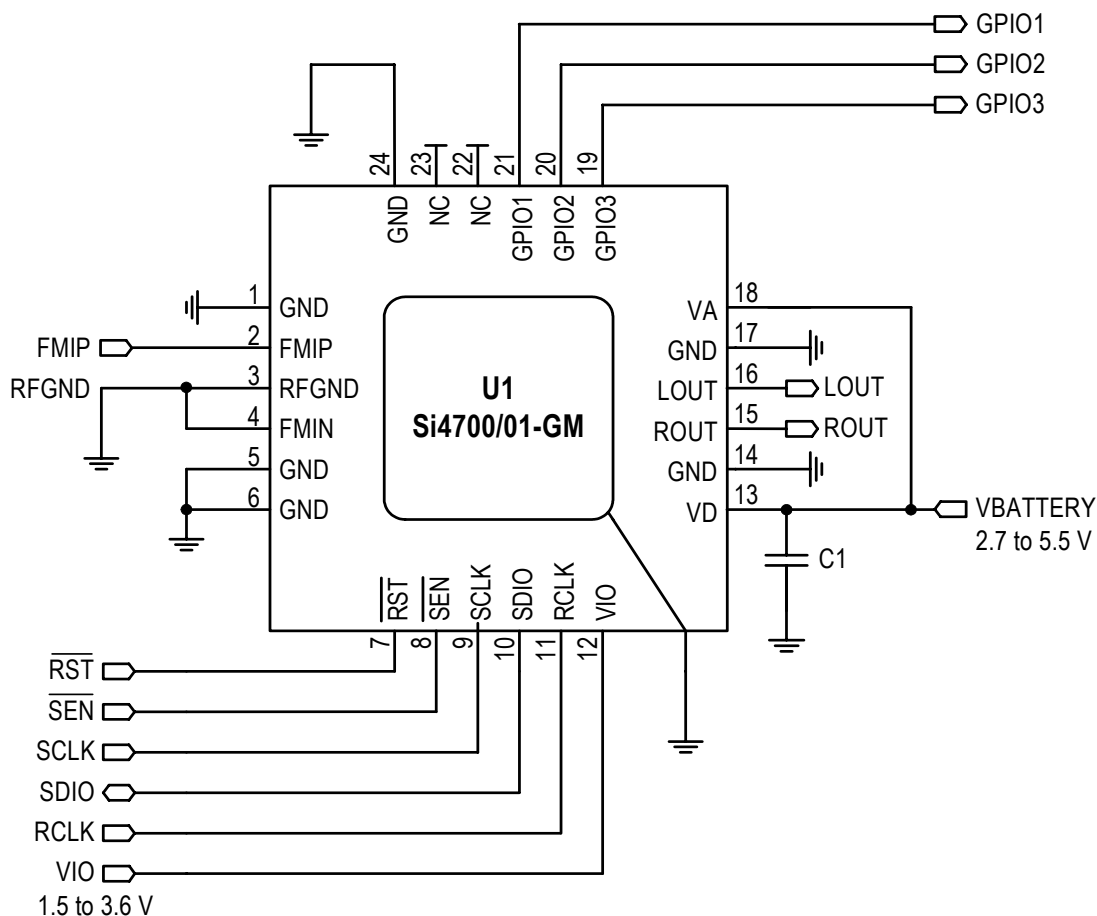 GPIO1
GPIO2
GPIO3
24
23
22
21
20
19
GND
NC
NC
GPIO1
GPIO2
GPIO3
1
GND
FMIP
2
FMIP
RFGND
3
RFGND
4
FMIN
5
GND
6
GND
U1
Si4700/01-GM
VA
18
GND
17
LOUT
16
LOUT
ROUT
15
ROUT
GND
14
VD
13
VBATTERY
2.7 to 5.5 V
C1
RST
SEN
SCLK
SDIO
RCLK
VIO
7
8
9
10
11
12
RST
SEN
SCLK
SDIO
RCLK
VIO
1.5 to 3.6 V